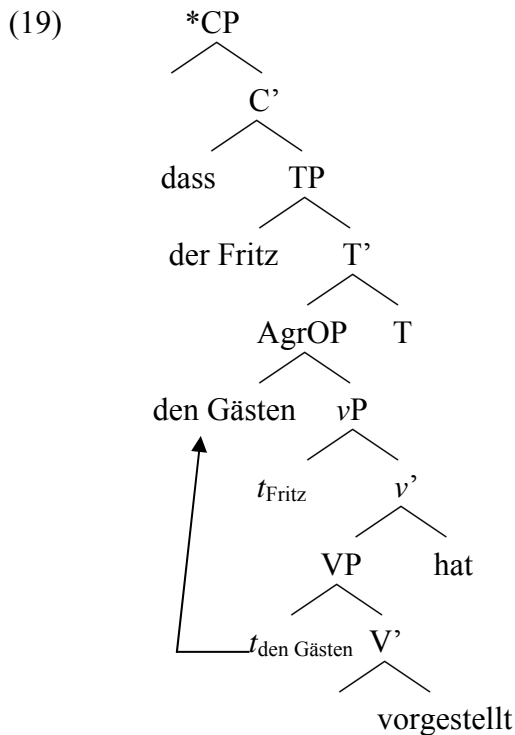 (19) *CP
C’
dass TP
der Fritz T’
AgrOP T
den Gästen vP
tFritz v’
VP hat
tden Gästen V’
vorgestellt